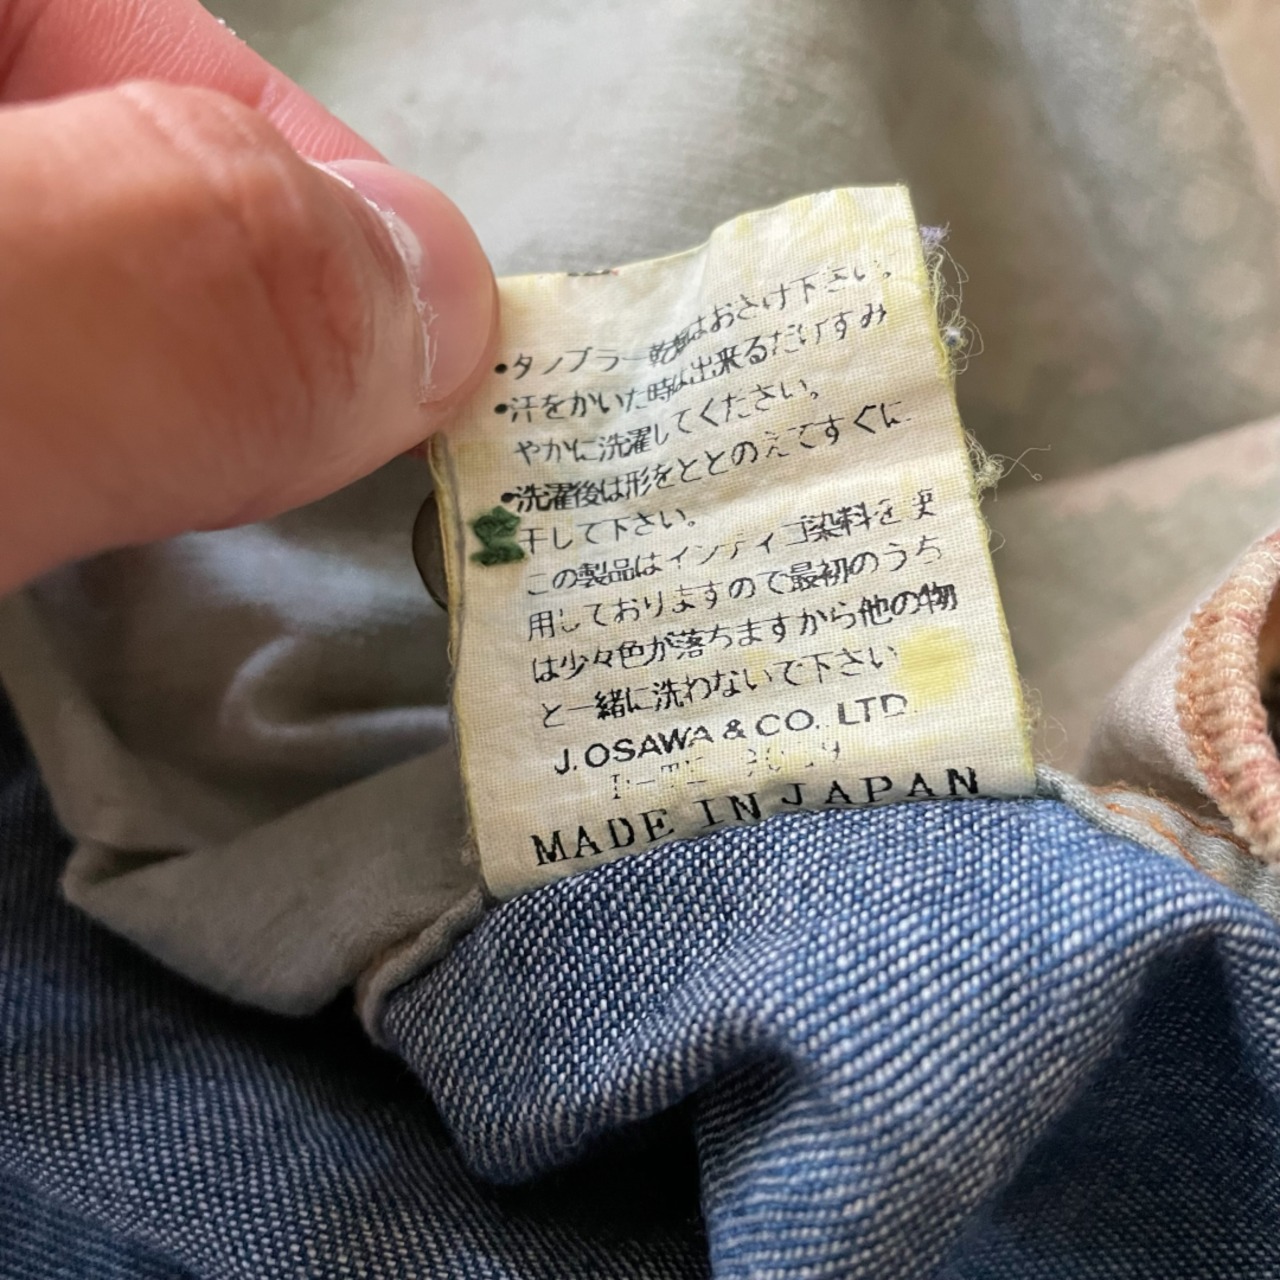 •タンブラー乾燥はおさけ下さい。
•汗をかいた時は出来るだけすみ
やかに洗濯してください。
•洗濯後は形をととのえてすぐに
干して下さい。
この製品はインディゴ染料を使
用しておりますので最初のうち
は少々色が落ちますから他の物
と一緒に洗わないで下さい
J. OSAWA & CO. LTD.
MADE IN JAPAN